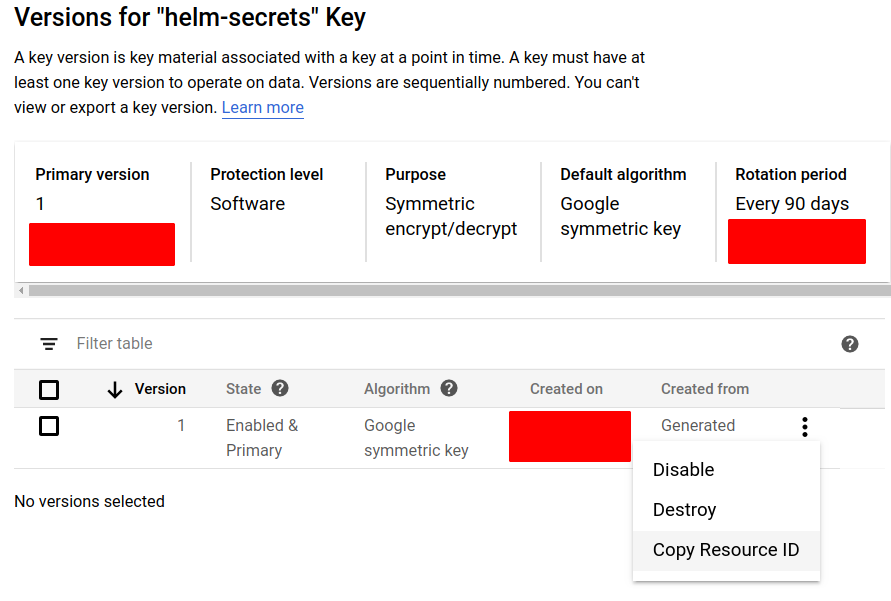 Versions for "helm-secrets" Key
A key version is key material associated with a key at a point in time. A key must have at
least one key version to operate on data. Versions are sequentially numbered. You can't
view or export a key version. Learn more
Primary version
1
Protection level
Software
Purpose
Symmetric
encrypt/decrypt
Default algorithm
Google
symmetric key
Rotation period
Every 90 days
Filter table
Version State Algorithm Created on Created from
1 Enabled & Google Generated
Primary symmetric key
Disable
Destroy
Copy Resource ID
No versions selected